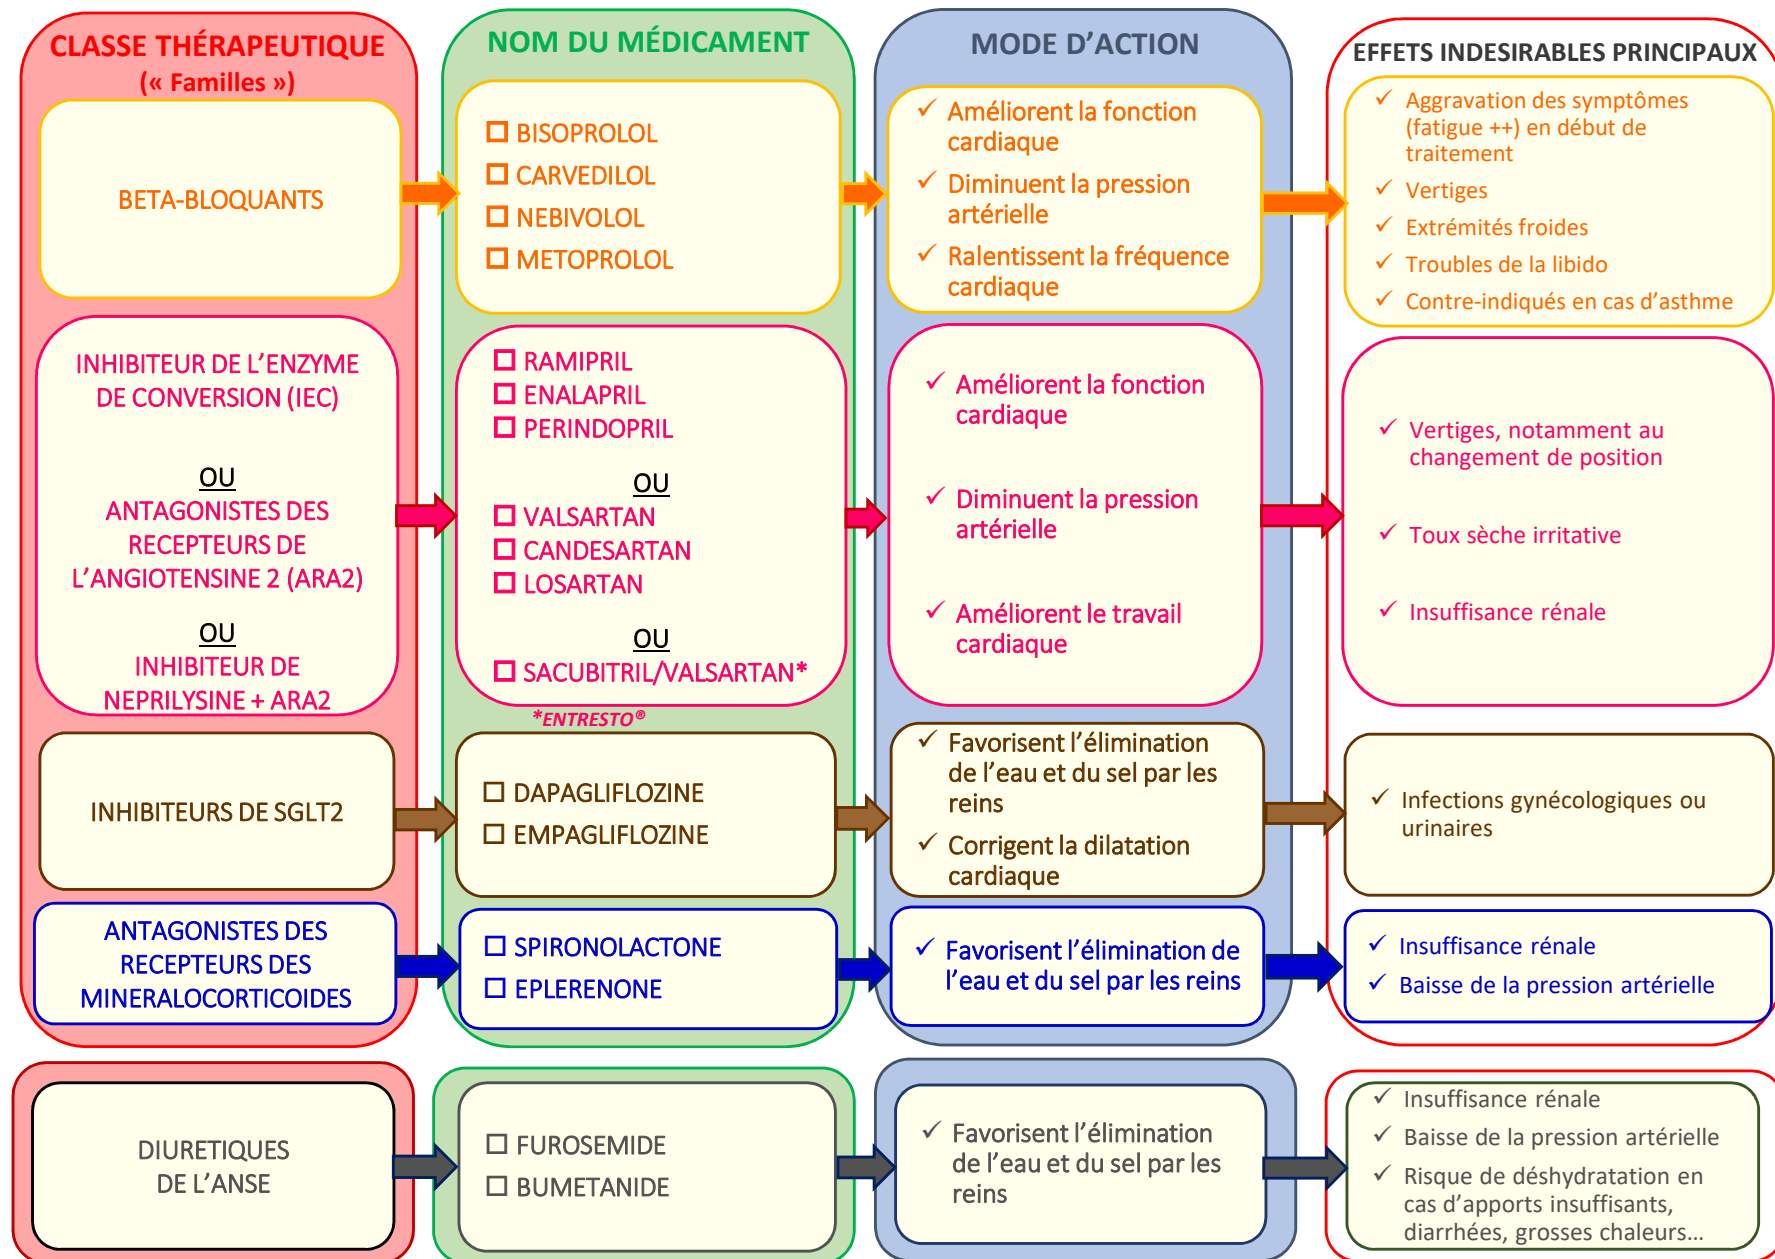 CLASSE THÉRAPEUTIQUE
(« Familles »)
NOM DU MÉDICAMENT
MODE D'ACTION
EFFETS INDESIRABLES PRINCIPAUX
BETA-BLOQUANTS
BISOPROLOL
CARVEDILOL
NEBIVOLOL
METOPROLOL
Améliorent la fonction
cardiaque
Diminuent la pression
artérielle
Ralentissent la fréquence
cardiaque
Aggravation des symptômes
(fatigue ++) en début de
traitement
Vertiges
Extrémités froides
Troubles de la libido
Contre-indiqués en cas d'asthme
INHIBITEUR DE L'ENZYME
DE CONVERSION (IEC)
OU
ANTAGONISTES DES
RECEPTEURS DE
L'ANGIOTENSINE 2 (ARA2)
OU
INHIBITEUR DE
NEPRILYSINE + ARA2
RAMIPRIL
ENALAPRIL
PERINDOPRIL
OU
VALSARTAN
CANDESARTAN
LOSARTAN
OU
SACUBITRIL/VALSARTAN*
*ENTRESTO®
Améliorent la fonction
cardiaque
Diminuent la pression
artérielle
Améliorent le travail
cardiaque
Vertiges, notamment au
changement de position
Toux sèche irritative
Insuffisance rénale
INHIBITEURS DE SGLT2
DAPAGLIFLOZINE
EMPAGLIFLOZINE
Favorisent l'élimination
de l'eau et du sel par les
reins
Corrigent la dilatation
cardiaque
Infections gynécologiques ou
urinaires
ANTAGONISTES DES
RECEPTEURS DES
MINERALOCORTICOIDES
SPIRONOLACTONE
EPLERENONE
Favorisent l'élimination de
l'eau et du sel par les reins
Insuffisance rénale
Baisse de la pression artérielle
DIURETIQUES
DE L'ANSE
FUROSEMIDE
BUMETANIDE
Favorisent l'élimination
de l'eau et du sel par les
reins
Insuffisance rénale
Baisse de la pression artérielle
Risque de déshydratation en
cas d'apports insuffisants,
diarrhées, grosses chaleurs…